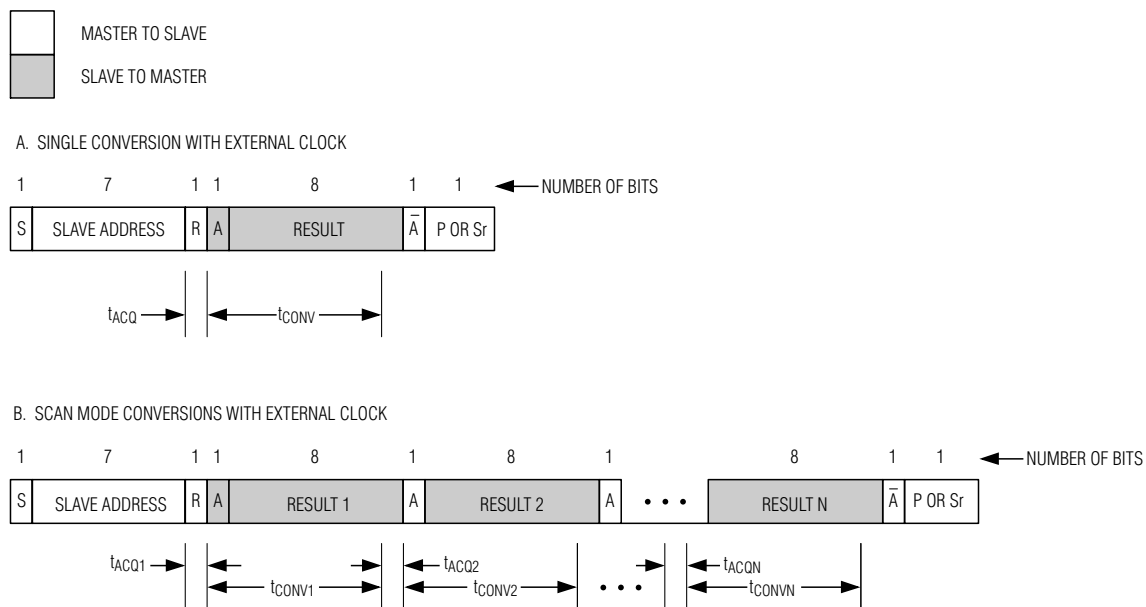 MASTER TO SLAVE
SLAVE TO MASTER
A. SINGLE CONVERSION WITH EXTERNAL CLOCK
1 7 1 1 8 1 1 NUMBER OF BITS
S SLAVE ADDRESS R A RESULT A̅ P OR Sr
tACQ tCONV
B. SCAN MODE CONVERSIONS WITH EXTERNAL CLOCK
1 7 1 1 8 1 8 1 8 1 1 NUMBER OF BITS
S SLAVE ADDRESS R A RESULT 1 A RESULT 2 A • • • RESULT N A̅ P OR Sr
tACQ1 tACQ2 tACQN
tCONV1 tCONV2 • • • tCONVN